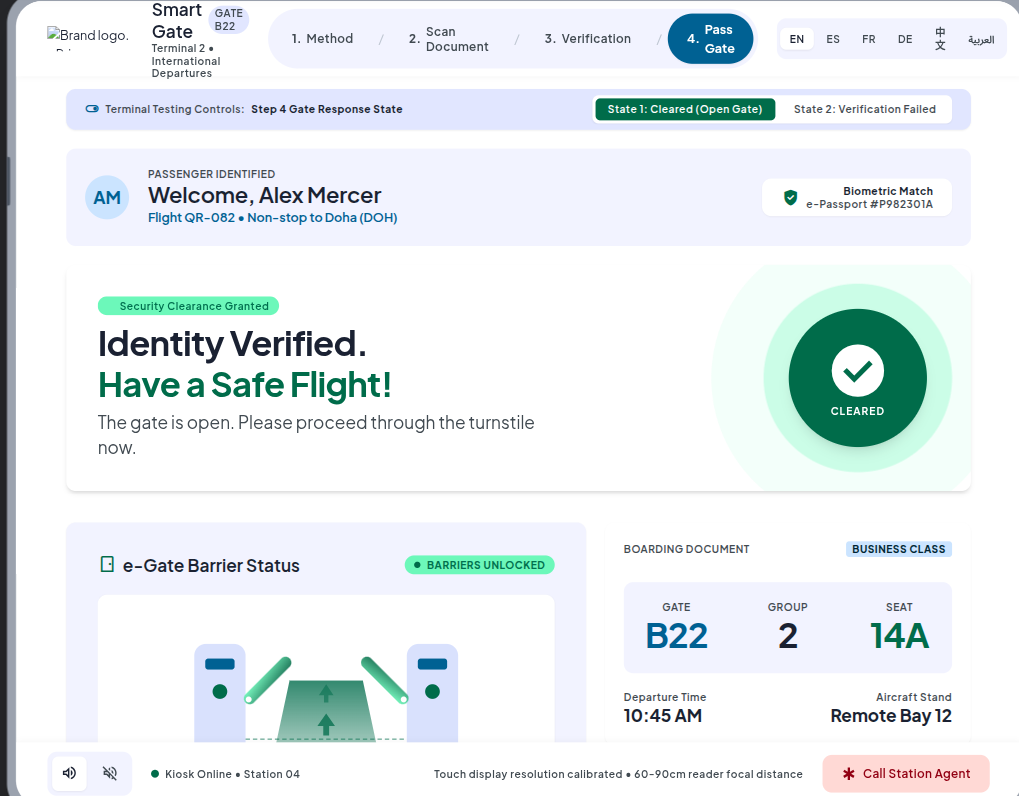 Brand logo.
Smart
Gate
GATE
B22
Terminal 2 •
International
Departures
1. Method / 2. Scan Document / 3. Verification / 4. Pass Gate
EN ES FR DE 中文 العربية
Terminal Testing Controls: Step 4 Gate Response State
State 1: Cleared (Open Gate) State 2: Verification Failed
AM
PASSENGER IDENTIFIED
Welcome, Alex Mercer
Flight QR-082 • Non-stop to Doha (DOH)
Biometric Match
e-Passport #P982301A
Security Clearance Granted
Identity Verified.
Have a Safe Flight!
The gate is open. Please proceed through the turnstile
now.
CLEARED
e-Gate Barrier Status
BARRIERS UNLOCKED
BOARDING DOCUMENT
BUSINESS CLASS
GATE GROUP SEAT
B22 2 14A
Departure Time Aircraft Stand
10:45 AM Remote Bay 12
Kiosk Online • Station 04
Touch display resolution calibrated • 60-90cm reader focal distance
Call Station Agent